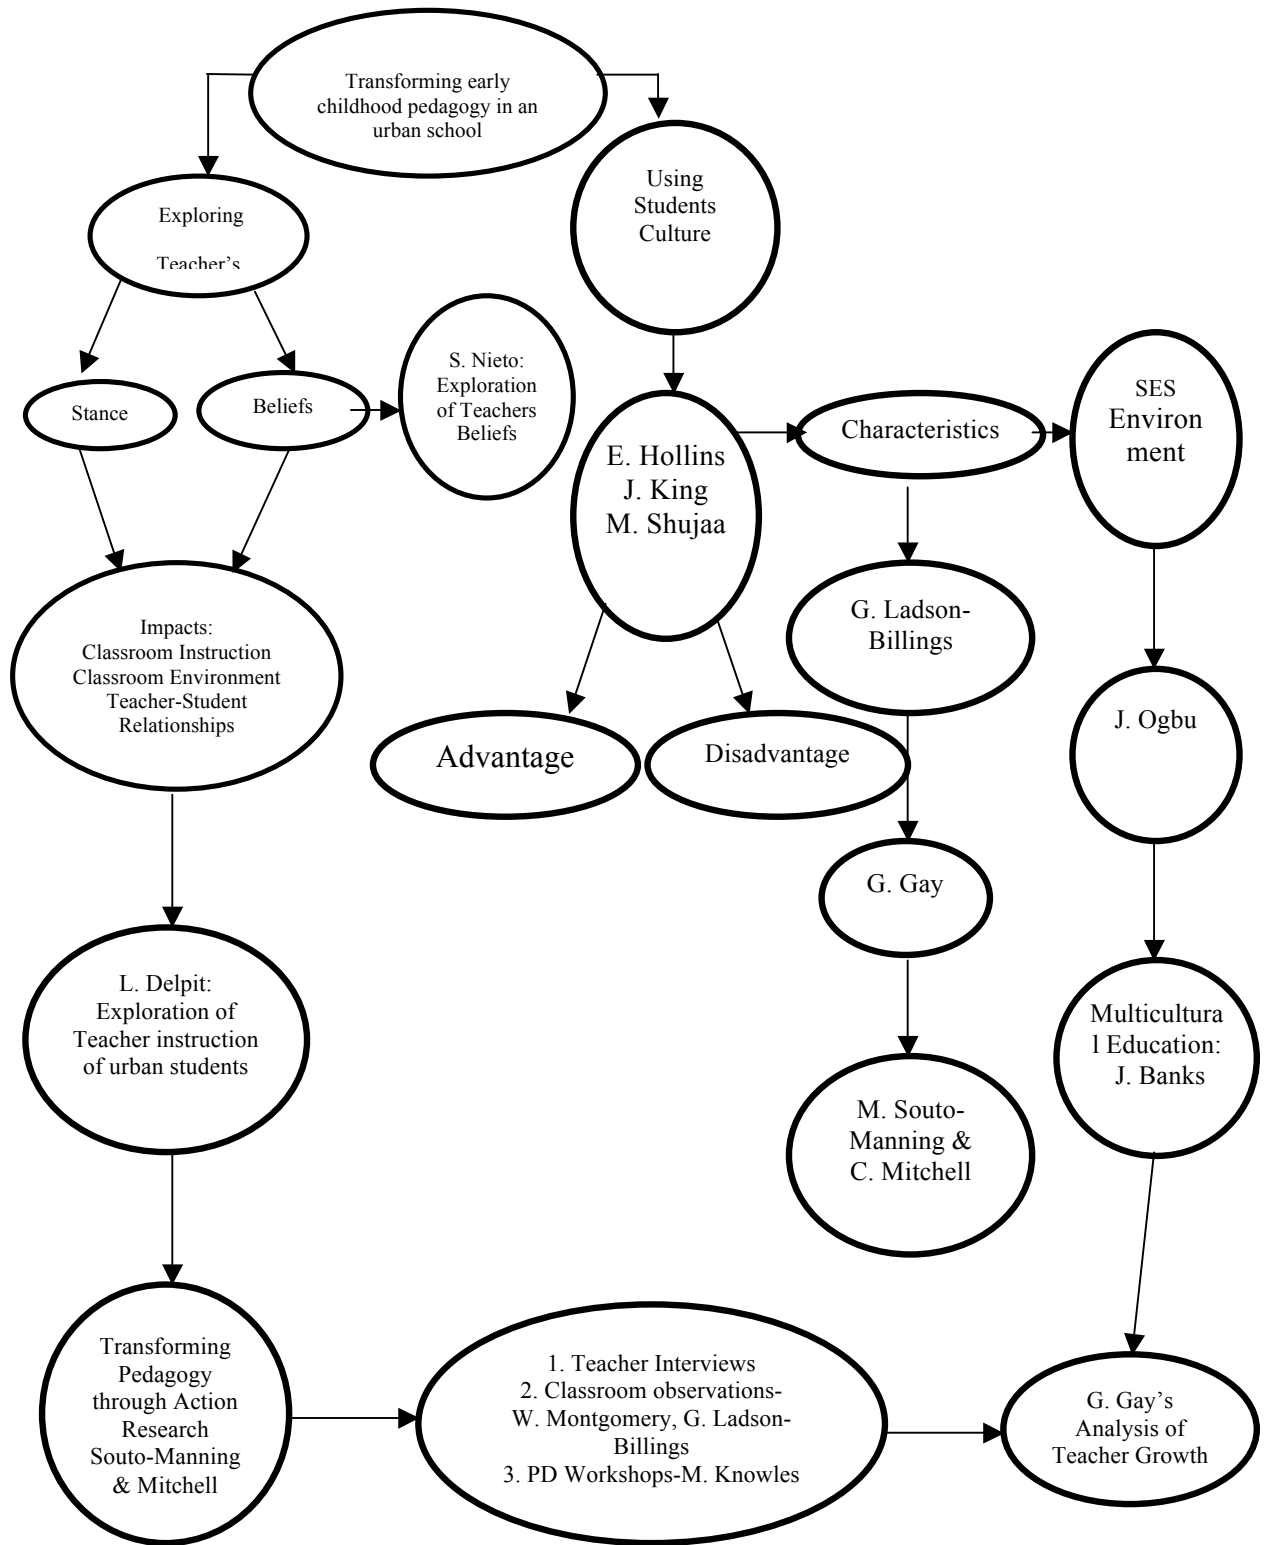 Transforming early
childhood pedagogy in an
urban school
Exploring
Teacher's
Using
Students
Culture
Stance
Beliefs
S. Nieto:
Exploration
of Teachers
Beliefs
E. Hollins
J. King
M. Shujaa
Characteristics
SES
Environ
ment
Impacts:
Classroom Instruction
Classroom Environment
Teacher-Student
Relationships
G. Ladson-
Billings
Advantage
Disadvantage
J. Ogbu
G. Gay
L. Delpit:
Exploration of
Teacher instruction
of urban students
Multicultura
l Education:
J. Banks
M. Souto-
Manning &
C. Mitchell
Transforming
Pedagogy
through Action
Research
Souto-Manning
& Mitchell
1. Teacher Interviews
2. Classroom observations-
W. Montgomery, G. Ladson-
Billings
3. PD Workshops-M. Knowles
G. Gay's
Analysis of
Teacher Growth